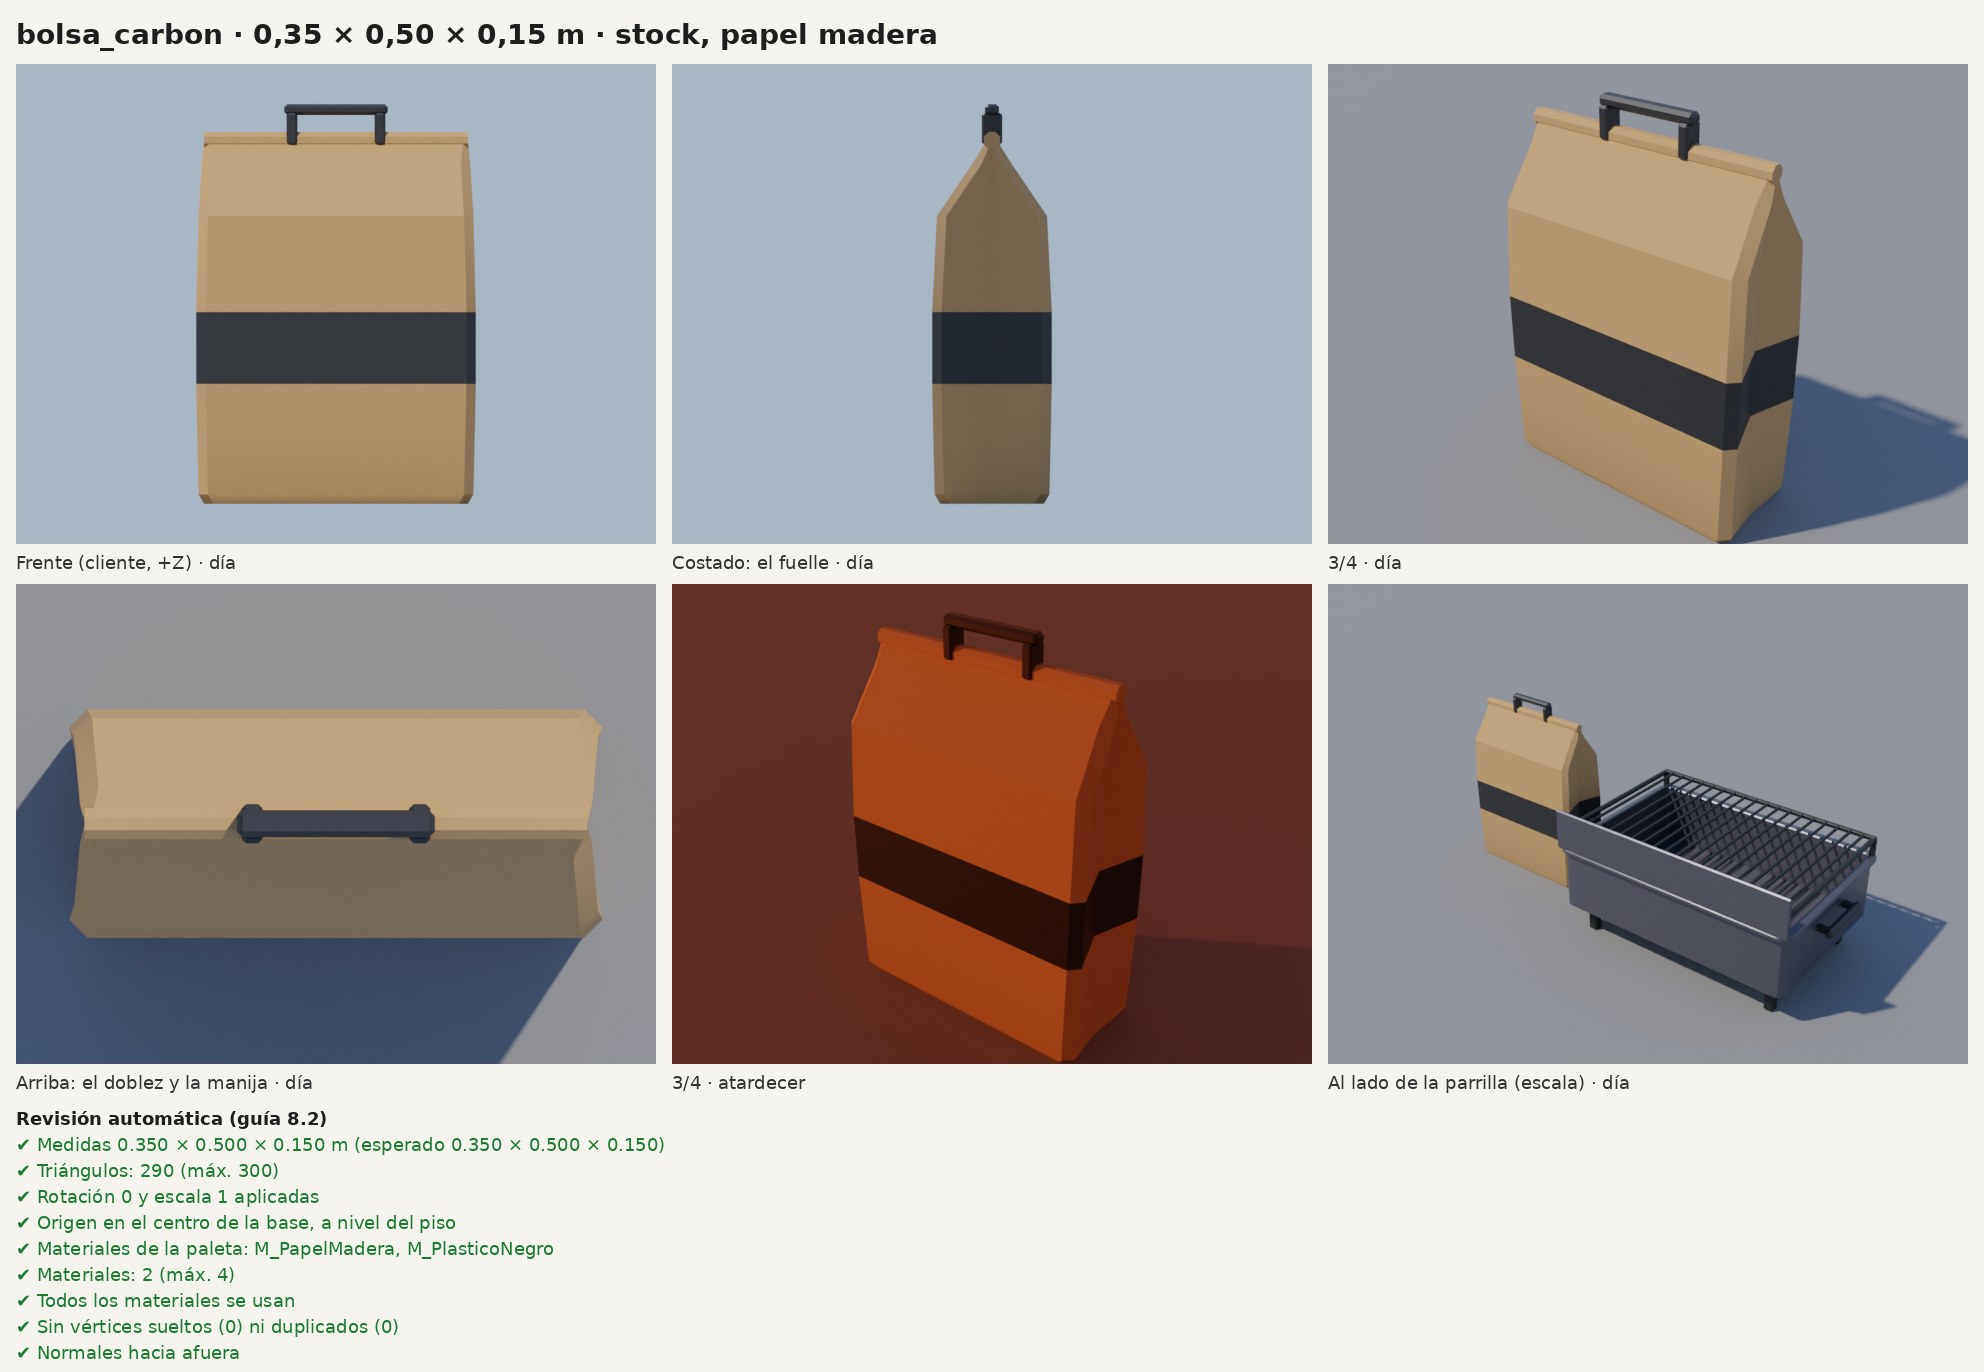 bolsa_carbon · 0,35 × 0,50 × 0,15 m · stock, papel madera
Frente (cliente, +Z) · día
Costado: el fuelle · día
3/4 · día
Arriba: el doblez y la manija · día
3/4 · atardecer
Al lado de la parrilla (escala) · día
Revisión automática (guía 8.2)
✔ Medidas 0.350 × 0.500 × 0.150 m (esperado 0.350 × 0.500 × 0.150)
✔ Triángulos: 290 (máx. 300)
✔ Rotación 0 y escala 1 aplicadas
✔ Origen en el centro de la base, a nivel del piso
✔ Materiales de la paleta: M_PapelMadera, M_PlasticoNegro
✔ Materiales: 2 (máx. 4)
✔ Todos los materiales se usan
✔ Sin vértices sueltos (0) ni duplicados (0)
✔ Normales hacia afuera